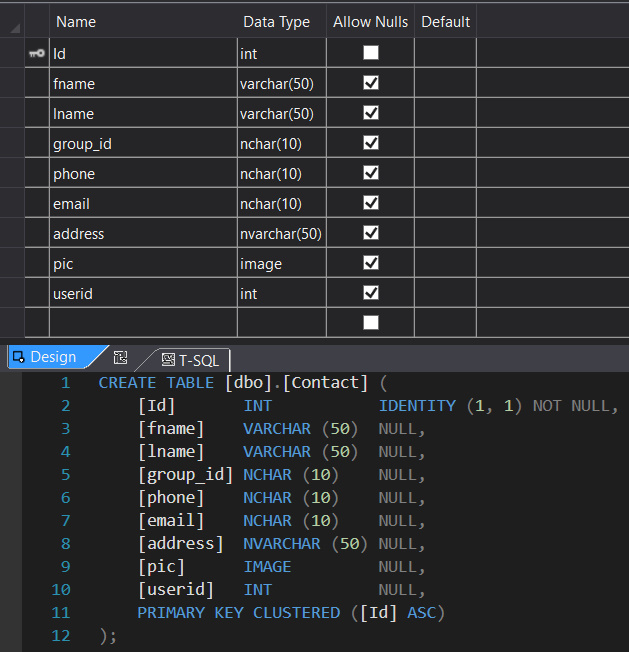 Name Data Type Allow Nulls Default
Id int
fname varchar(50)
lname varchar(50)
group_id nchar(10)
phone nchar(10)
email nchar(10)
address nvarchar(50)
pic image
userid int
Design T-SQL
1 CREATE TABLE [dbo].[Contact] (
2 [Id] INT IDENTITY (1, 1) NOT NULL,
3 [fname] VARCHAR (50) NULL,
4 [lname] VARCHAR (50) NULL,
5 [group_id] NCHAR (10) NULL,
6 [phone] NCHAR (10) NULL,
7 [email] NCHAR (10) NULL,
8 [address] NVARCHAR (50) NULL,
9 [pic] IMAGE NULL,
10 [userid] INT NULL,
11 PRIMARY KEY CLUSTERED ([Id] ASC)
12 );